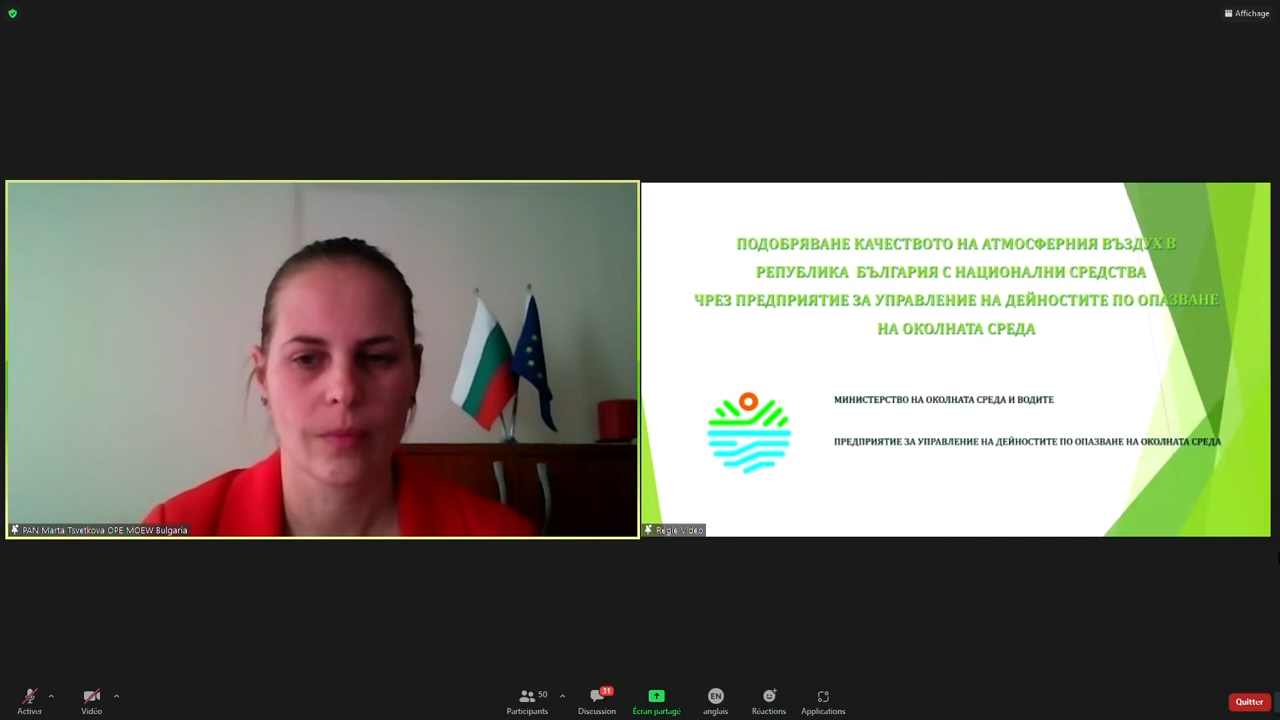 Affichage
ПОДОБРЯВАНЕ КАЧЕСТВОТО НА АТМОСФЕРНИЯ ВЪЗДУХ В
РЕПУБЛИКА БЪЛГАРИЯ С НАЦИОНАЛНИ СРЕДСТВА
ЧРЕЗ ПРЕДПРИЯТИЕ ЗА УПРАВЛЕНИЕ НА ДЕЙНОСТИТЕ ПО ОПАЗВАНЕ
НА ОКОЛНАТА СРЕДА
МИНИСТЕРСТВО НА ОКОЛНАТА СРЕДА И ВОДИТЕ
ПРЕДПРИЯТИЕ ЗА УПРАВЛЕНИЕ НА ДЕЙНОСТИТЕ ПО ОПАЗВАНЕ НА ОКОЛНАТА СРЕДА
PAN Marta Tsvetkova OPE MOEW Bulgaria
Régie vidéo
50
31
EN
Activer
Vidéo
Participants
Discussion
Écran partagé
anglais
Réactions
Applications
Quitter